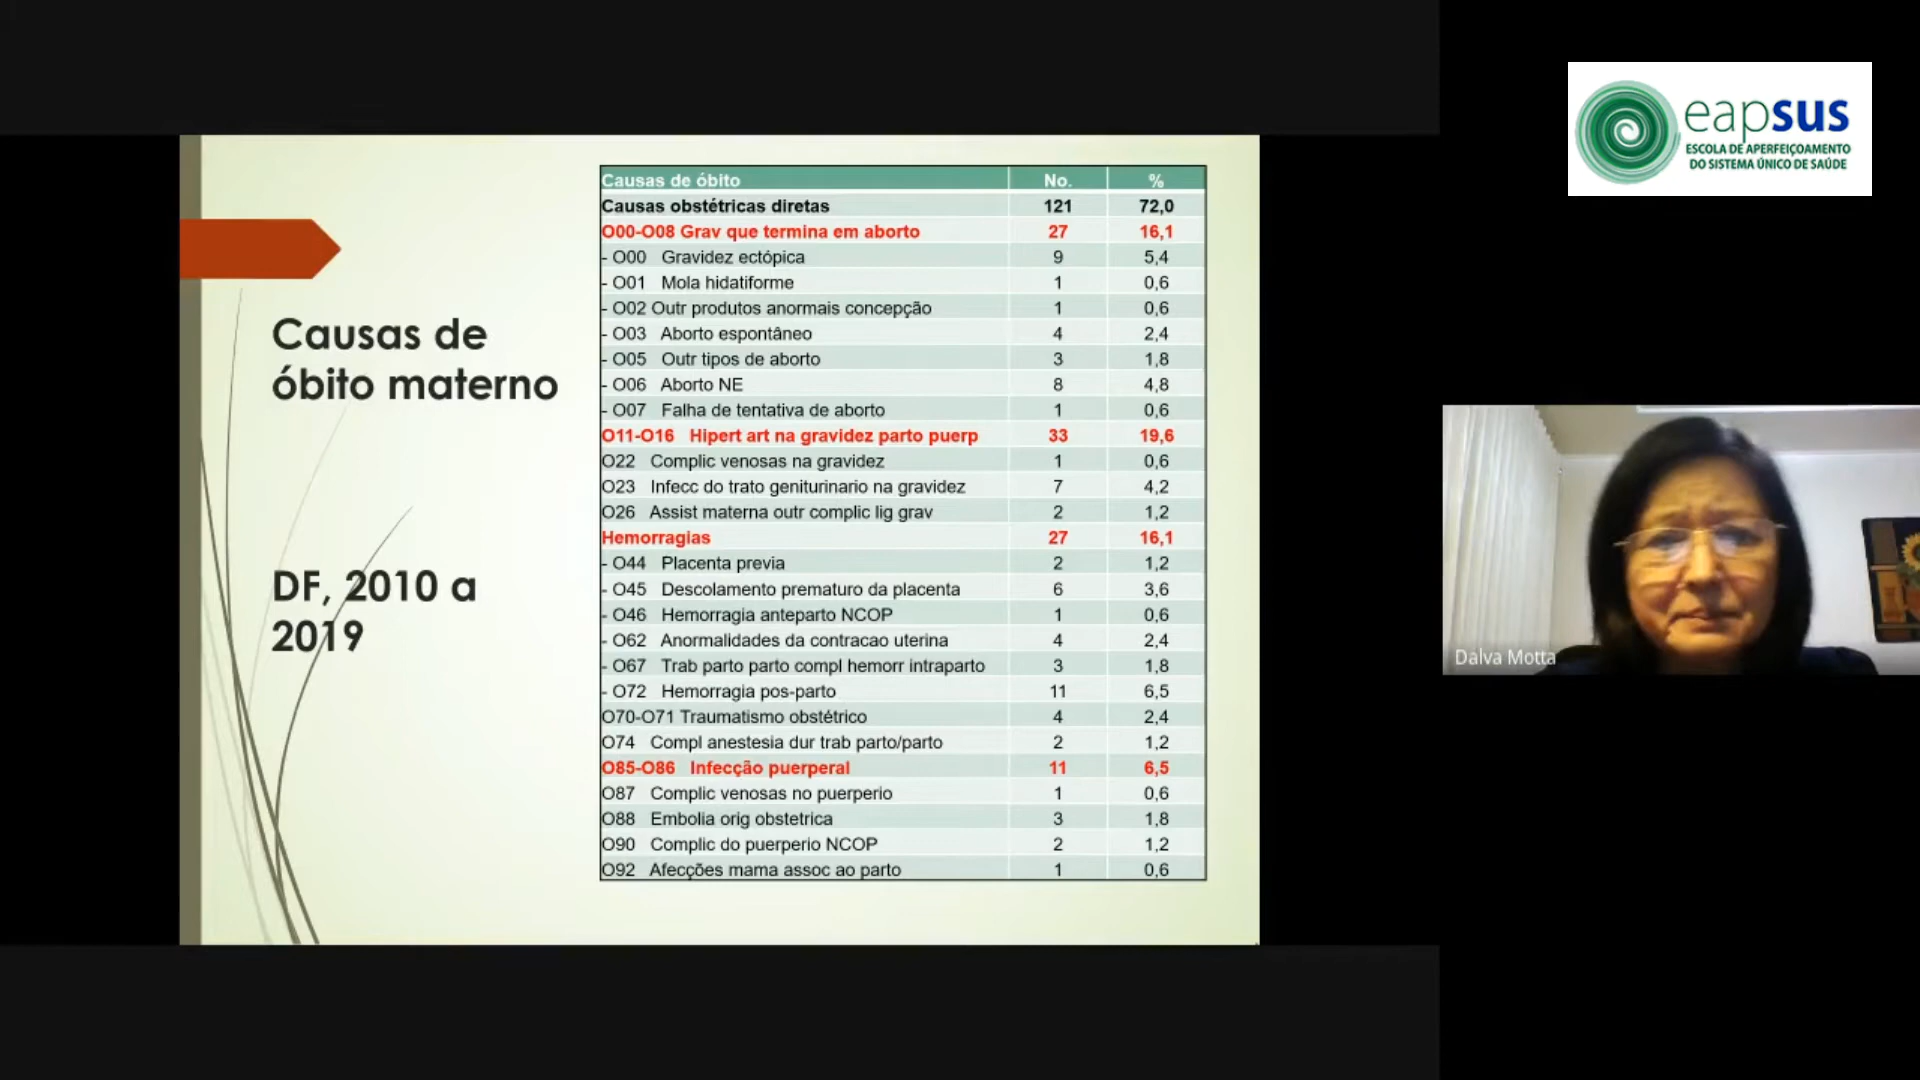 Causas de
óbito materno
DF, 2010 a
2019
Causas de óbito No. %
Causas obstétricas diretas 121 72,0
O00-O08 Grav que termina em aborto 27 16,1
- O00 Gravidez ectópica 9 5,4
- O01 Mola hidatiforme 1 0,6
- O02 Outr produtos anormais concepção 1 0,6
- O03 Aborto espontâneo 4 2,4
- O05 Outr tipos de aborto 3 1,8
- O06 Aborto NE 8 4,8
- O07 Falha de tentativa de aborto 1 0,6
O11-O16 Hipert art na gravidez parto puerp 33 19,6
O22 Complic venosas na gravidez 1 0,6
O23 Infecc do trato geniturinario na gravidez 7 4,2
O26 Assist materna outr complic lig grav 2 1,2
Hemorragias 27 16,1
- O44 Placenta previa 2 1,2
- O45 Descolamento prematuro da placenta 6 3,6
- O46 Hemorragia anteparto NCOP 1 0,6
- O62 Anormalidades da contracao uterina 4 2,4
- O67 Trab parto parto compl hemorr intraparto 3 1,8
- O72 Hemorragia pos-parto 11 6,5
O70-O71 Traumatismo obstétrico 4 2,4
O74 Compl anestesia dur trab parto/parto 2 1,2
O85-O86 Infecção puerperal 11 6,5
O87 Complic venosas no puerperio 1 0,6
O88 Embolia orig obstetrica 3 1,8
O90 Complic do puerperio NCOP 2 1,2
O92 Afecções mama assoc ao parto 1 0,6
eapsus
ESCOLA DE APERFEIÇOAMENTO
DO SISTEMA ÚNICO DE SAÚDE
Dalva Motta